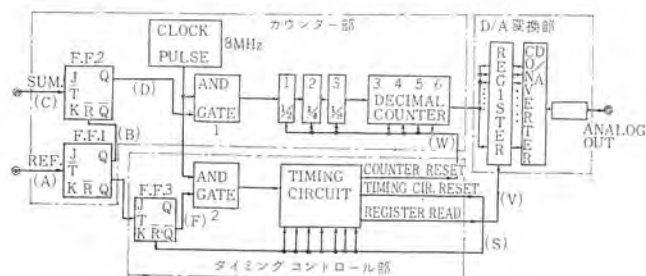 カウンター部
D/A変換部
CLOCK PULSE
8MHz
F.F.2
SUM.
(C)
J Q
T
K R̄ Q̄
(D)
(B)
AND GATE
1
1 2 3
1/2
3 4 5 6
DECIMAL COUNTER
REGISTER
CD/A CONVERTER
ANALOG OUT
(W)
F.F.1
REF.
(A)
J Q
T
K R̄ Q̄
F.F.3
J Q
T
K R̄ Q̄
(F)
AND GATE
2
TIMING CIRCUIT
COUNTER RESET
TIMING CIR. RESET
REGISTER READ
(V)
(S)
タイミングコントロール部